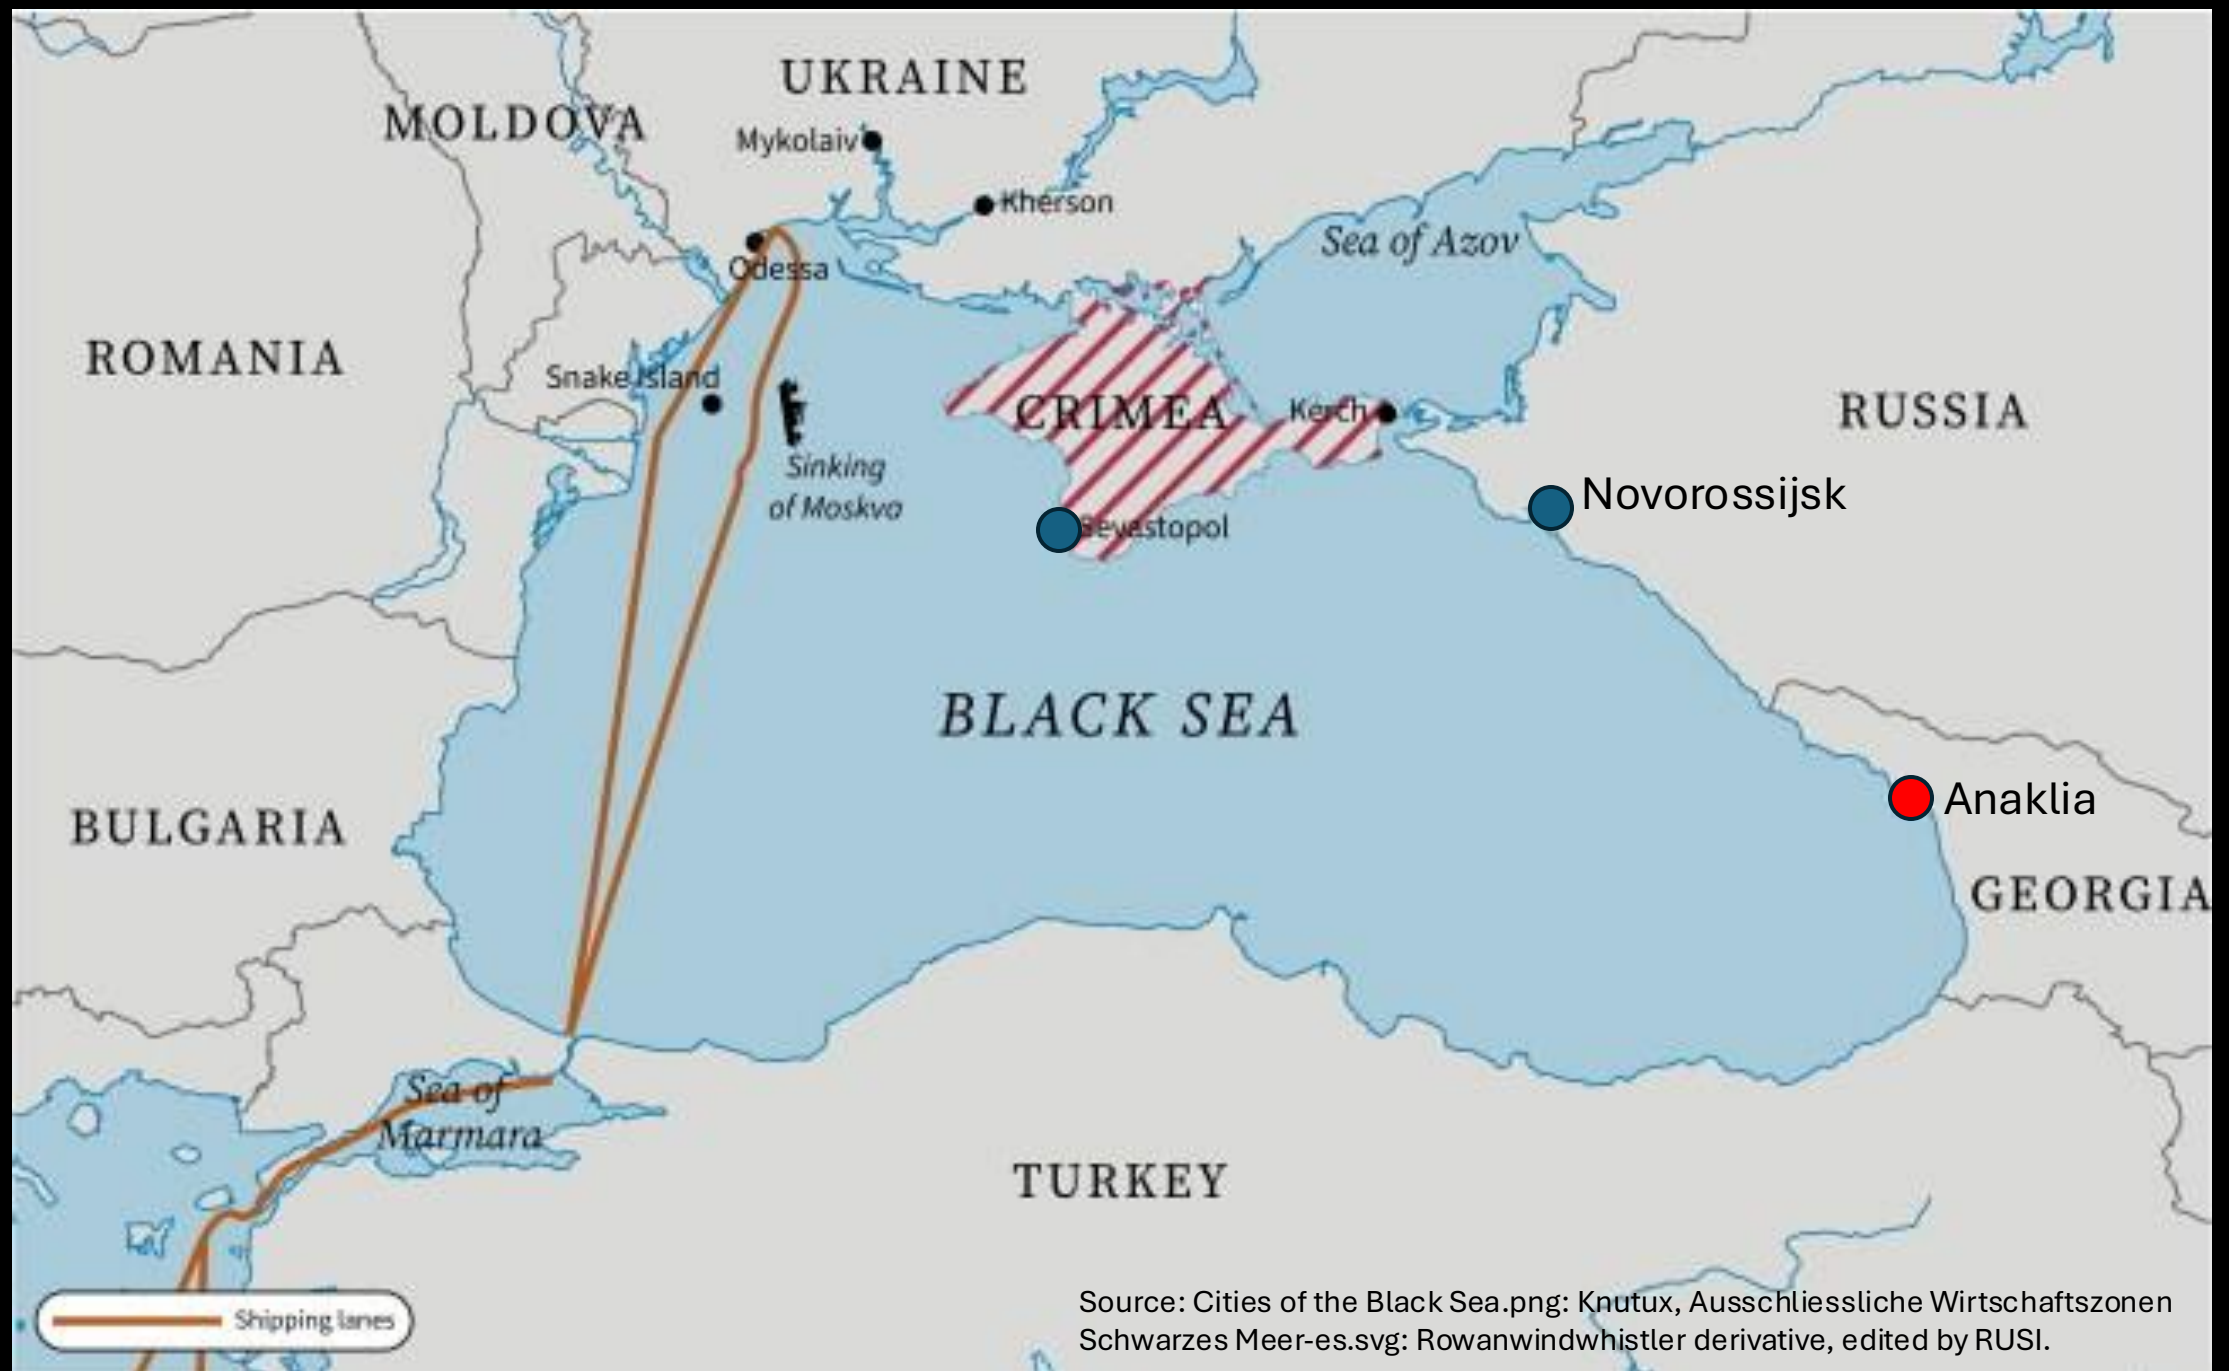 UKRAINE
MOLDOVA
Mykolaiv
Kherson
Sea of Azov
Odessa
ROMANIA
Snake Island
CRIMEA
Kerch
RUSSIA
Sinking
of Moskva
Novorossijsk
Sevastopol
BLACK SEA
Anaklia
BULGARIA
GEORGIA
Sea of
Marmara
TURKEY
Shipping lanes
Source: Cities of the Black Sea.png: Knutux, Ausschliessliche Wirtschaftszonen
Schwarzes Meer-es.svg: Rowanwindwhistler derivative, edited by RUSI.